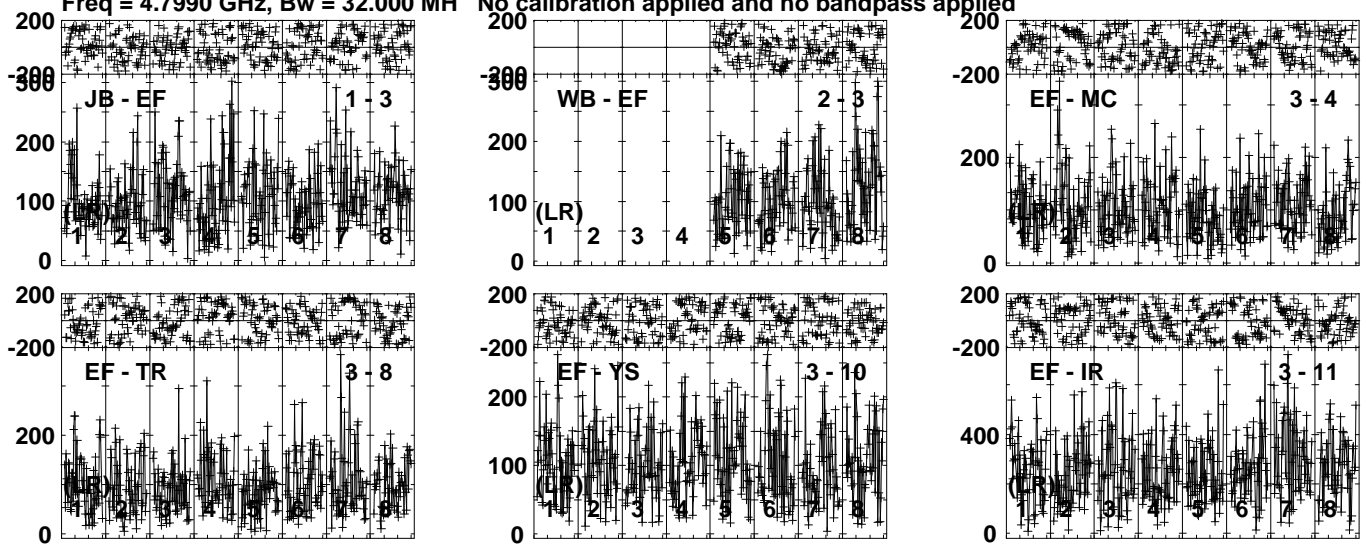 Freq = 4.7990 GHz, Bw = 32.000 MH No calibration applied and no bandpass applied
200
-200
300
200
100
0
JB - EF 1 - 3
(LR)
1 2 3 4 5 6 7 8
200
-200
300
200
100
0
WB - EF 2 - 3
(LR)
1 2 3 4 5 6 7 8
200
-200
200
0
EF - MC 3 - 4
(LR)
1 2 3 4 5 6 7 8
200
-200
200
0
EF - TR 3 - 8
(LR)
1 2 3 4 5 6 7 8
200
-200
200
100
0
EF - YS 3 - 10
(LR)
1 2 3 4 5 6 7 8
200
-200
400
0
EF - IR 3 - 11
(LR)
1 2 3 4 5 6 7 8